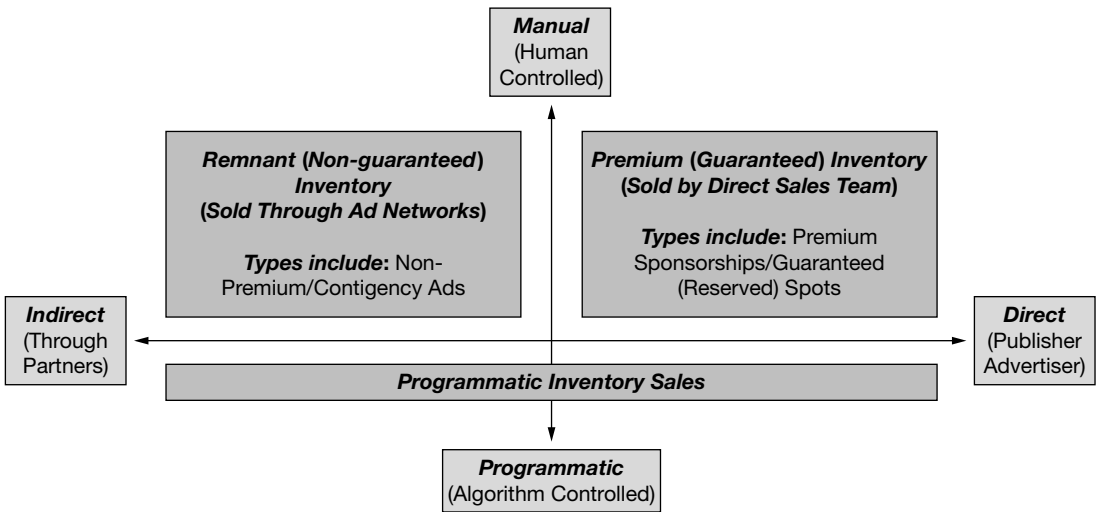 Manual
(Human
Controlled)
Remnant (Non-guaranteed)
Inventory
(Sold Through Ad Networks)
Types include: Non-
Premium/Contigency Ads
Premium (Guaranteed) Inventory
(Sold by Direct Sales Team)
Types include: Premium
Sponsorships/Guaranteed
(Reserved) Spots
Indirect
(Through
Partners)
Direct
(Publisher
Advertiser)
Programmatic Inventory Sales
Programmatic
(Algorithm Controlled)